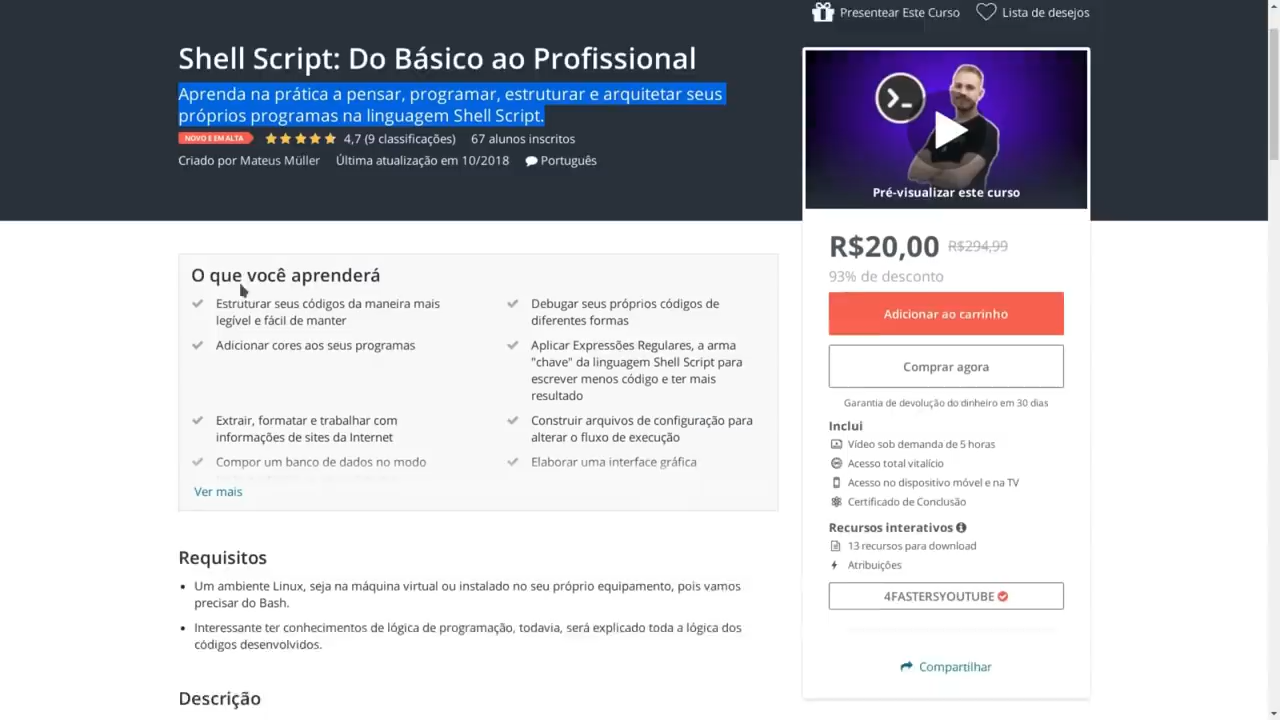 Presentear Este Curso
Lista de desejos
Shell Script: Do Básico ao Profissional
Aprenda na prática a pensar, programar, estruturar e arquitetar seus
próprios programas na linguagem Shell Script.
NOVO E EM ALTA 4,7 (9 classificações) 67 alunos inscritos
Criado por Mateus Müller Última atualização em 10/2018 Português
>_
Pré-visualizar este curso
O que você aprenderá
Estruturar seus códigos da maneira mais
legível e fácil de manter
Adicionar cores aos seus programas
Extrair, formatar e trabalhar com
informações de sites da Internet
Compor um banco de dados no modo
Debugar seus próprios códigos de
diferentes formas
Aplicar Expressões Regulares, a arma
"chave" da linguagem Shell Script para
escrever menos código e ter mais
resultado
Construir arquivos de configuração para
alterar o fluxo de execução
Elaborar uma interface gráfica
Ver mais
Requisitos
Um ambiente Linux, seja na máquina virtual ou instalado no seu próprio equipamento, pois vamos
precisar do Bash.
Interessante ter conhecimentos de lógica de programação, todavia, será explicado toda a lógica dos
códigos desenvolvidos.
Descrição
R$20,00 R$294,99
93% de desconto
Adicionar ao carrinho
Comprar agora
Garantia de devolução do dinheiro em 30 dias
Inclui
Vídeo sob demanda de 5 horas
Acesso total vitalício
Acesso no dispositivo móvel e na TV
Certificado de Conclusão
Recursos interativos
13 recursos para download
Atribuições
4FASTERSYOUTUBE
Compartilhar